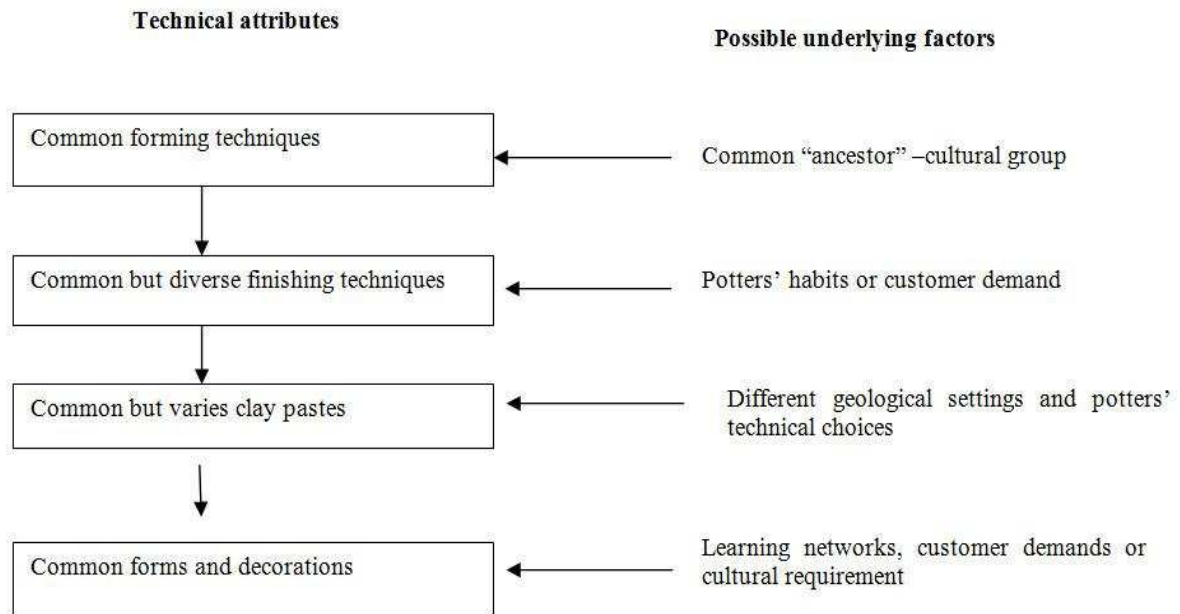 Technical attributes
Possible underlying factors
Common forming techniques
Common “ancestor” –cultural group
Common but diverse finishing techniques
Potters’ habits or customer demand
Common but varies clay pastes
Different geological settings and potters’
technical choices
Common forms and decorations
Learning networks, customer demands or
cultural requirement